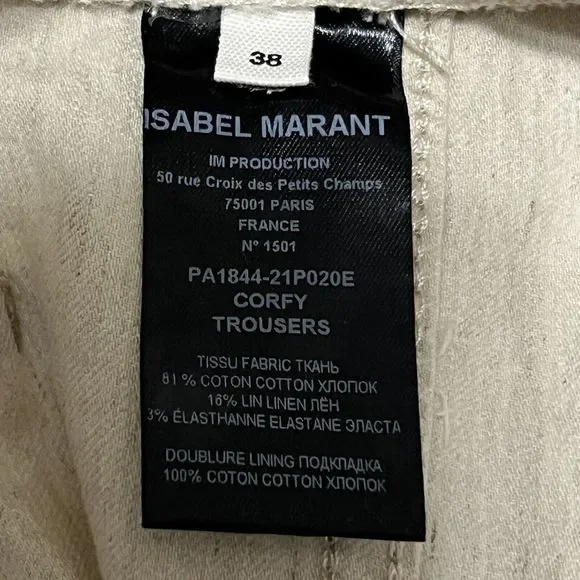 38
ISABEL MARANT
IM PRODUCTION
50 rue Croix des Petits Champs
75001 PARIS
FRANCE
N° 1501
PA1844-21P020E
CORFY
TROUSERS
TISSU FABRIC ТКАНЬ
81 % COTON COTTON ХЛОПОК
16% LIN LINEN ЛЁН
3% ÉLASTHANNE ELASTANE ЭЛАСТА
DOUBLURE LINING ПОДКЛАДКА
100% COTON COTTON ХЛОПОК